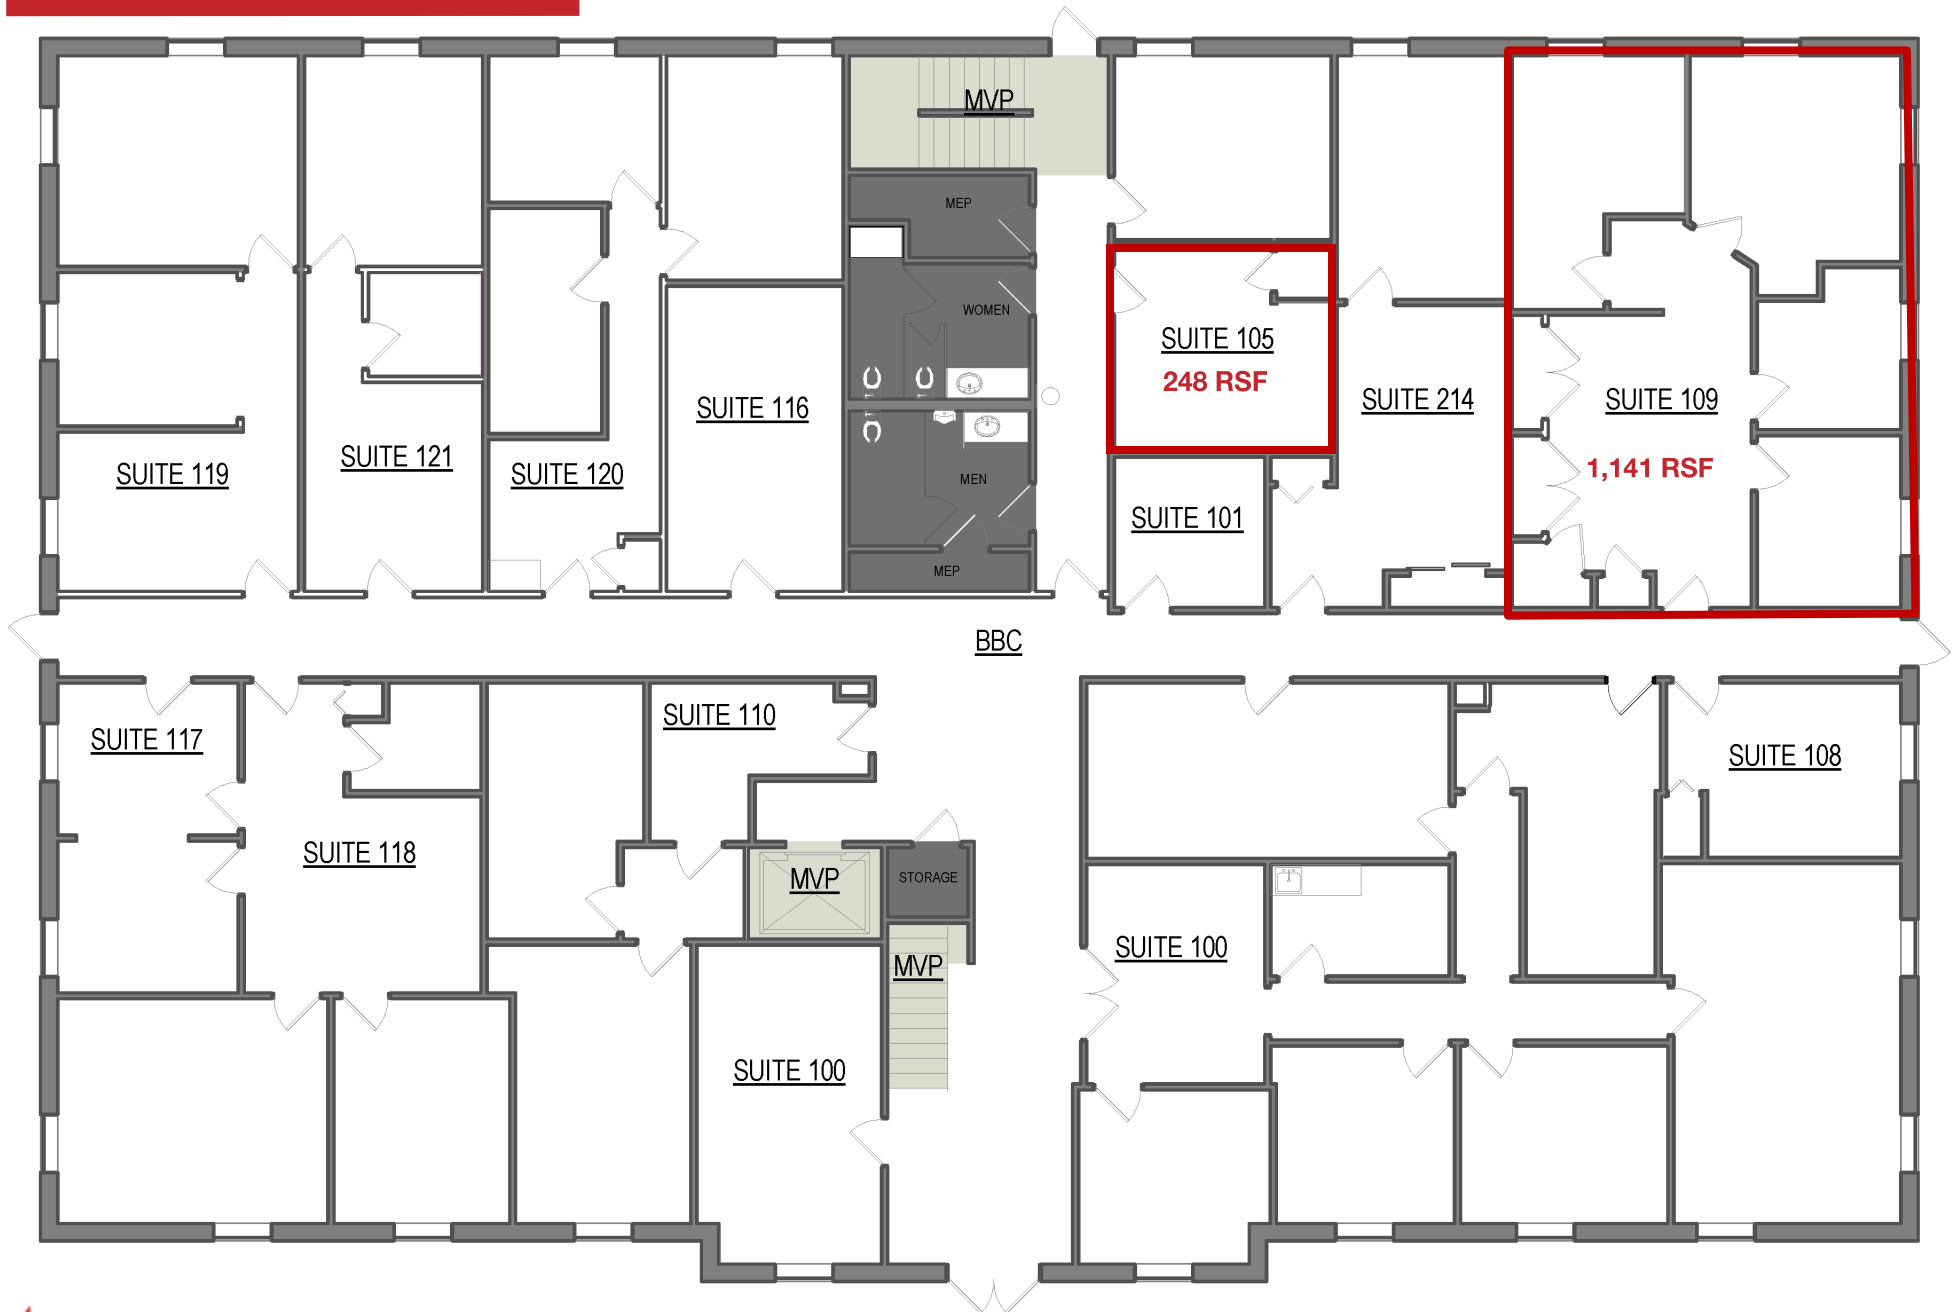 MVP
MEP
WOMEN
SUITE 105
248 RSF
SUITE 214
SUITE 109
1,141 RSF
SUITE 116
SUITE 121
SUITE 119
SUITE 120
MEN
SUITE 101
MEP
BBC
SUITE 110
SUITE 117
SUITE 108
SUITE 118
MVP
STORAGE
SUITE 100
MVP
SUITE 100